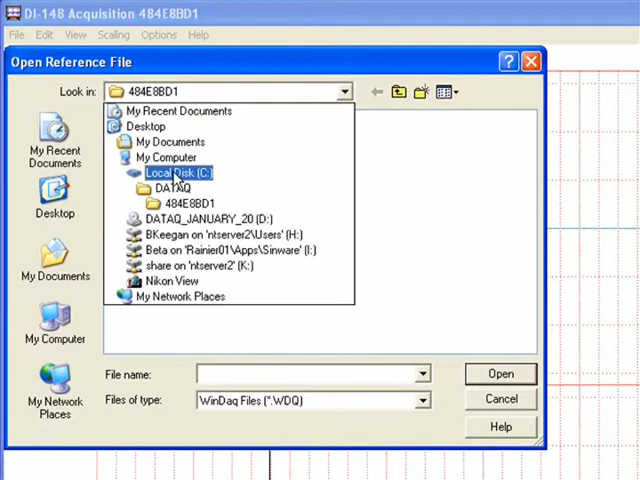 DI-148 Acquisition 484E8BD1
File Edit View Scaling Options Help
Open Reference File
Look in: 484E8BD1
My Recent Documents
Desktop
My Documents
My Computer
Local Disk (C:)
DATAQ
484E8BD1
DATAQ_JANUARY_20 (D:)
BKeegan on 'ntserver2\Users' (H:)
Beta on 'Rainier01\Apps\Sinware' (I:)
share on 'ntserver2' (K:)
Nikon View
My Network Places
My Recent
Documents
Desktop
My Documents
My Computer
My Network
Places
File name:
Open
Files of type: WinDaq Files (*.WDQ)
Cancel
Help